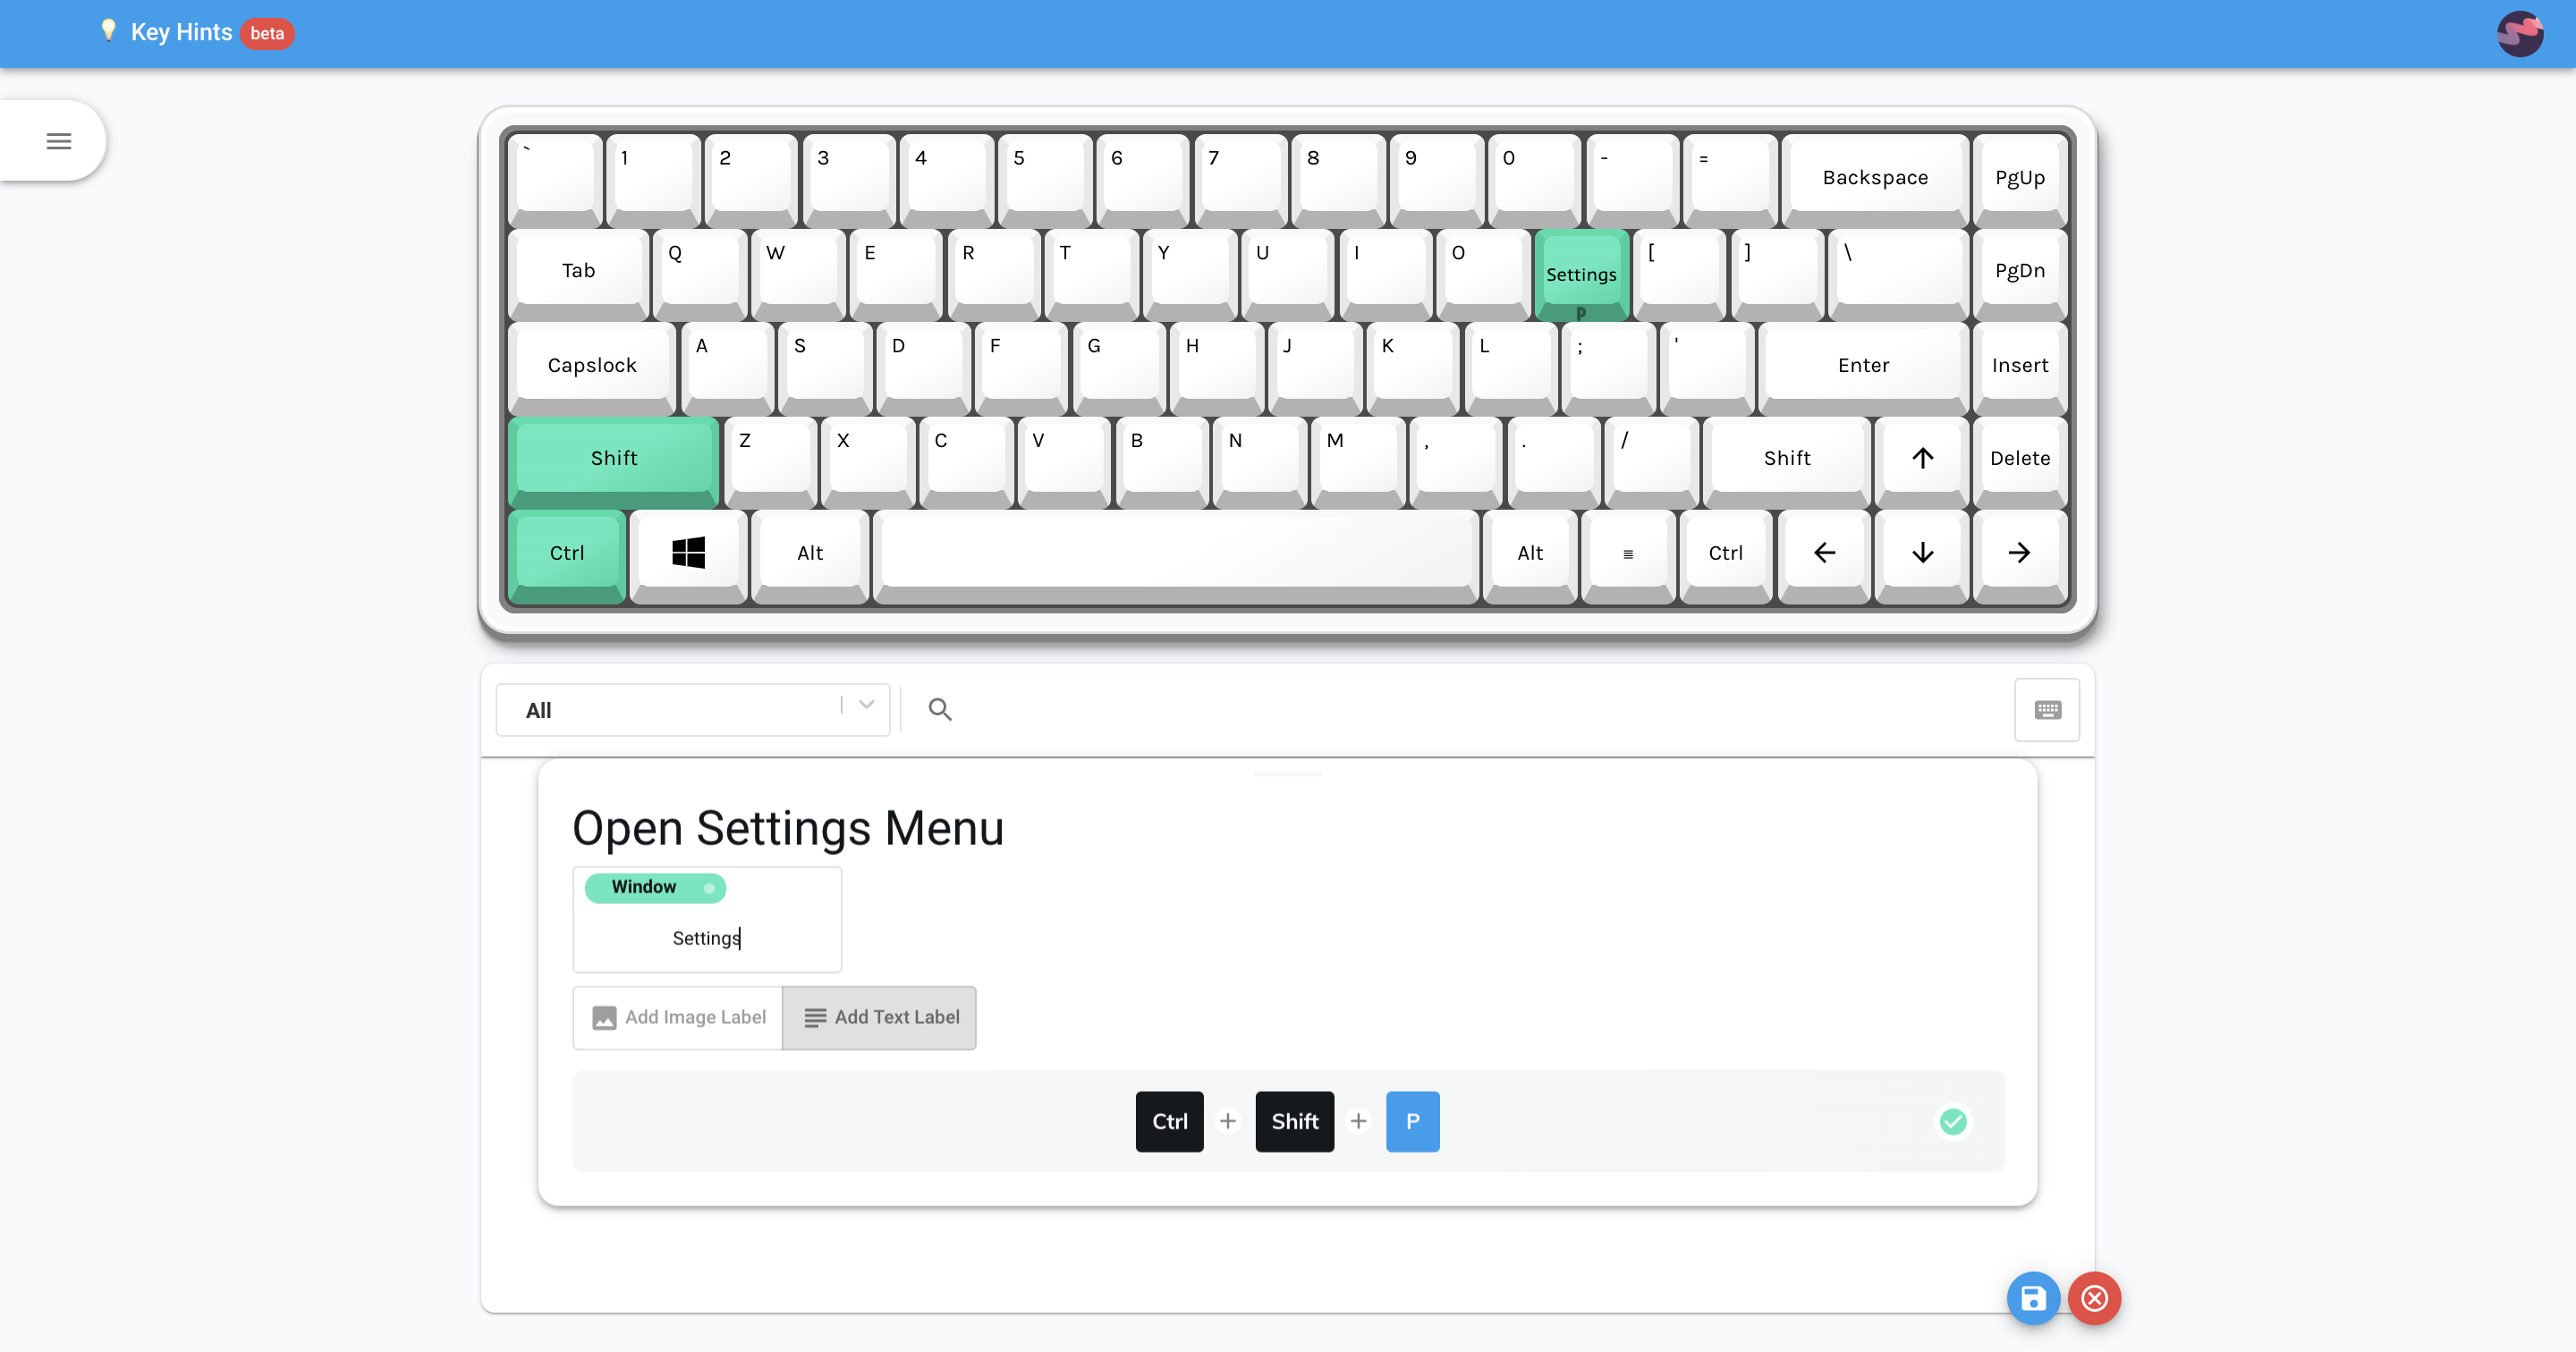 Key Hints beta
` 1 2 3 4 5 6 7 8 9 0 - = Backspace PgUp
Tab Q W E R T Y U I O Settings P [ ] \ PgDn
Capslock A S D F G H J K L ; ' Enter Insert
Shift Z X C V B N M , . / Shift ↑ Delete
Ctrl Alt Alt ≡ Ctrl ← ↓ →
All
Open Settings Menu
Window
Settings
Add Image Label Add Text Label
Ctrl + Shift + P